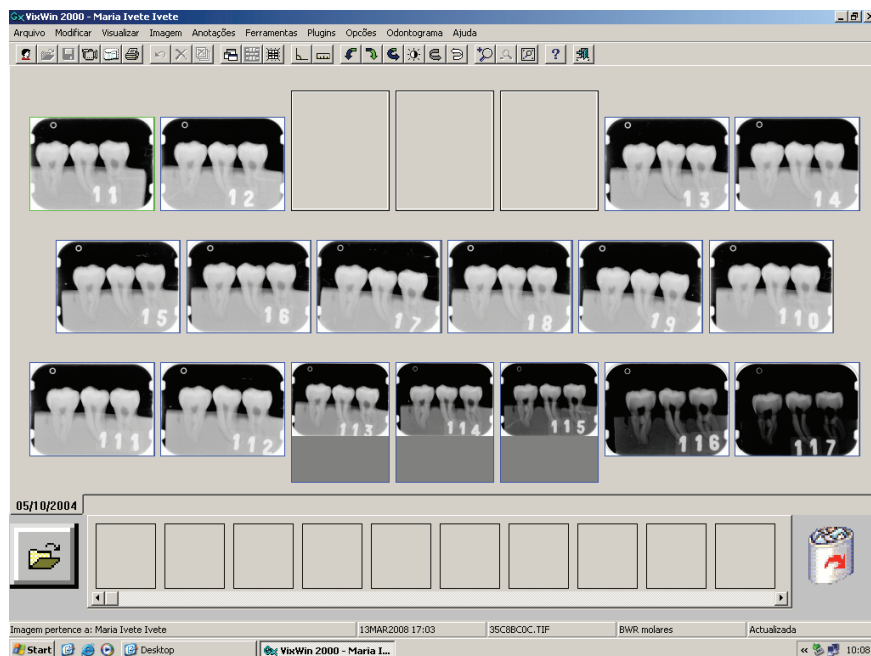 GX VixWin 2000 - Maria Ivete Ivete
Arquivo Modificar Visualizar Imagem Anotações Ferramentas Plugins Opcões Odontograma Ajuda
11 12 13 14
15 16 17 18 19 110
111 112 113 114 115 116 117
05/10/2004
Imagem pertence a: Maria Ivete Ivete 13MAR2008 17:03 35C8BC0C.TIF BWR molares Actualizada
Start Desktop VixWin 2000 - Maria I... « 10:08